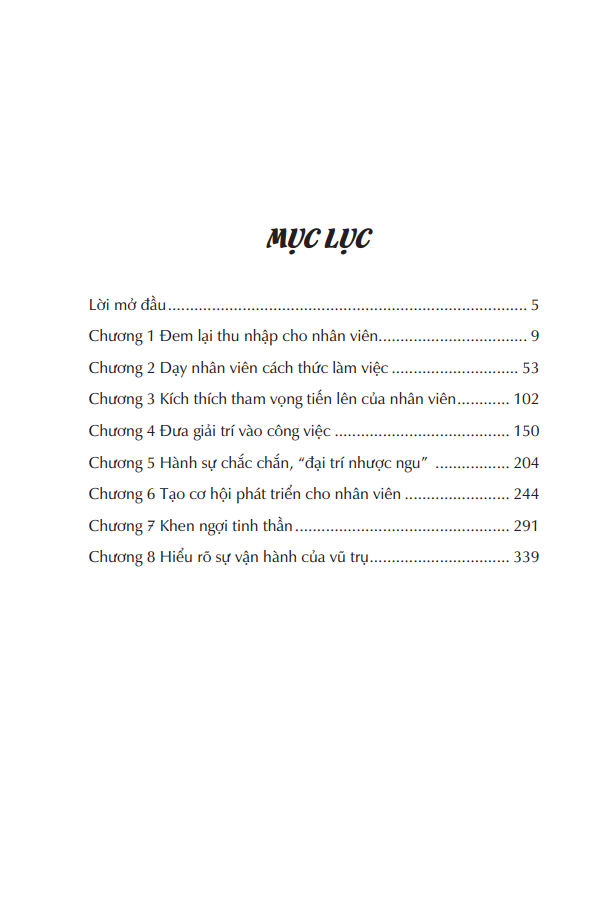 MỤC LỤC
Lời mở đầu................................................................................ 5
Chương 1 Đem lại thu nhập cho nhân viên................................. 9
Chương 2 Dạy nhân viên cách thức làm việc ............................. 53
Chương 3 Kích thích tham vọng tiến lên của nhân viên............ 102
Chương 4 Đưa giải trí vào công việc ........................................ 150
Chương 5 Hành sự chắc chắn, “đại trí nhược ngu” ................. 204
Chương 6 Tạo cơ hội phát triển cho nhân viên ........................ 244
Chương 7 Khen ngợi tinh thần................................................. 291
Chương 8 Hiểu rõ sự vận hành của vũ trụ................................ 339